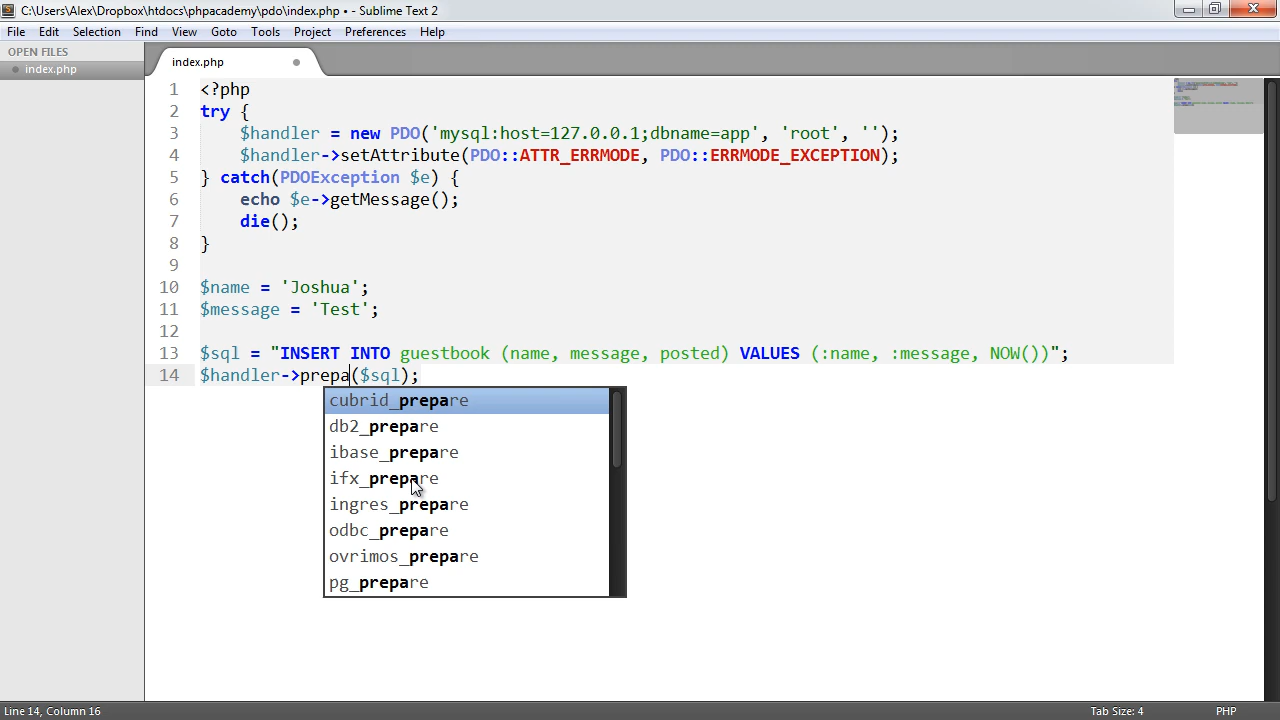 C:\Users\Alex\Dropbox\htdocs\phpacademy\pdo\index.php • - Sublime Text 2
File Edit Selection Find View Goto Tools Project Preferences Help
OPEN FILES
index.php
index.php
1 <?php
2 try {
3 $handler = new PDO('mysql:host=127.0.0.1;dbname=app', 'root', '');
4 $handler->setAttribute(PDO::ATTR_ERRMODE, PDO::ERRMODE_EXCEPTION);
5 } catch(PDOException $e) {
6 echo $e->getMessage();
7 die();
8 }
9
10 $name = 'Joshua';
11 $message = 'Test';
12
13 $sql = "INSERT INTO guestbook (name, message, posted) VALUES (:name, :message, NOW())";
14 $handler->prepa($sql);
cubrid_prepare
db2_prepare
ibase_prepare
ifx_prepare
ingres_prepare
odbc_prepare
ovrimos_prepare
pg_prepare
Line 14, Column 16
Tab Size: 4
PHP